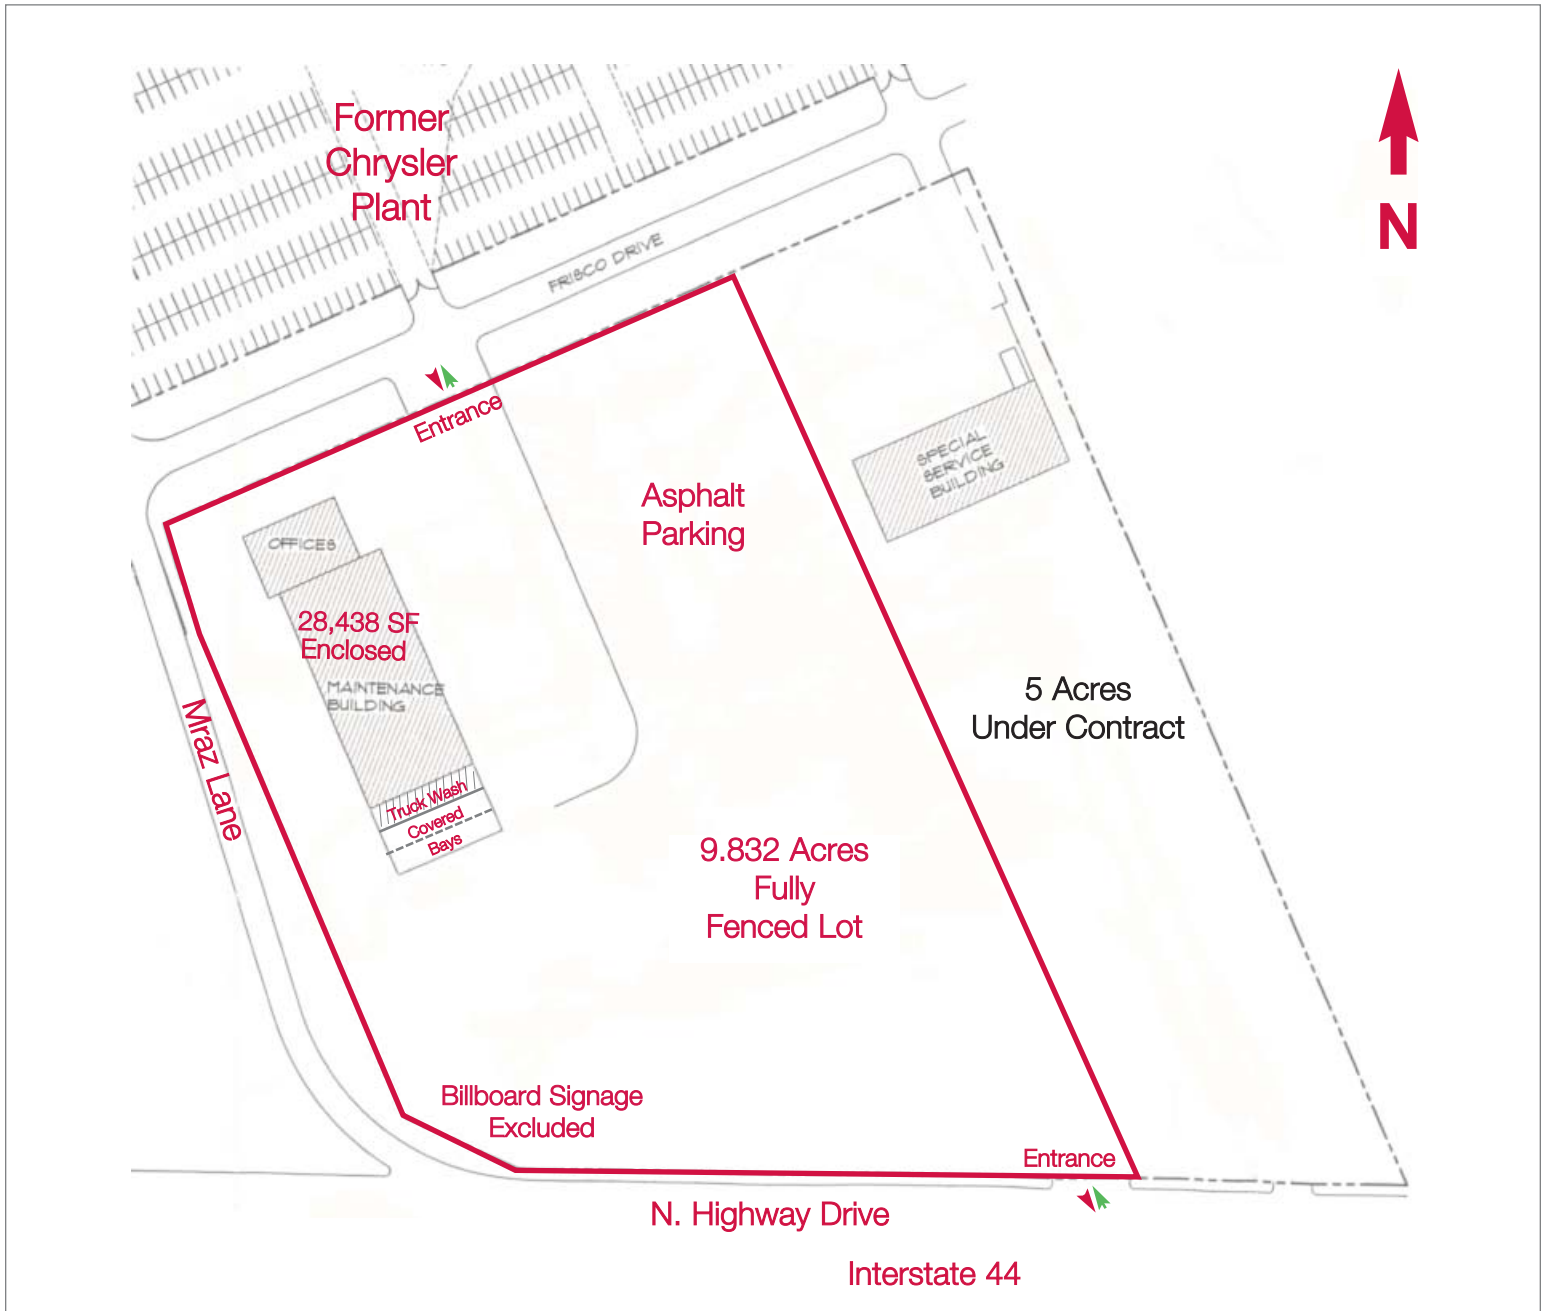 Former
Chrysler
Plant
N
FRISCO DRIVE
Entrance
Asphalt
Parking
SPECIAL
SERVICE
BUILDING
OFFICES
28,438 SF
Enclosed
MAINTENANCE
BUILDING
5 Acres
Under Contract
Mraz Lane
Truck Wash
Covered
Bays
9.832 Acres
Fully
Fenced Lot
Billboard Signage
Excluded
Entrance
N. Highway Drive
Interstate 44